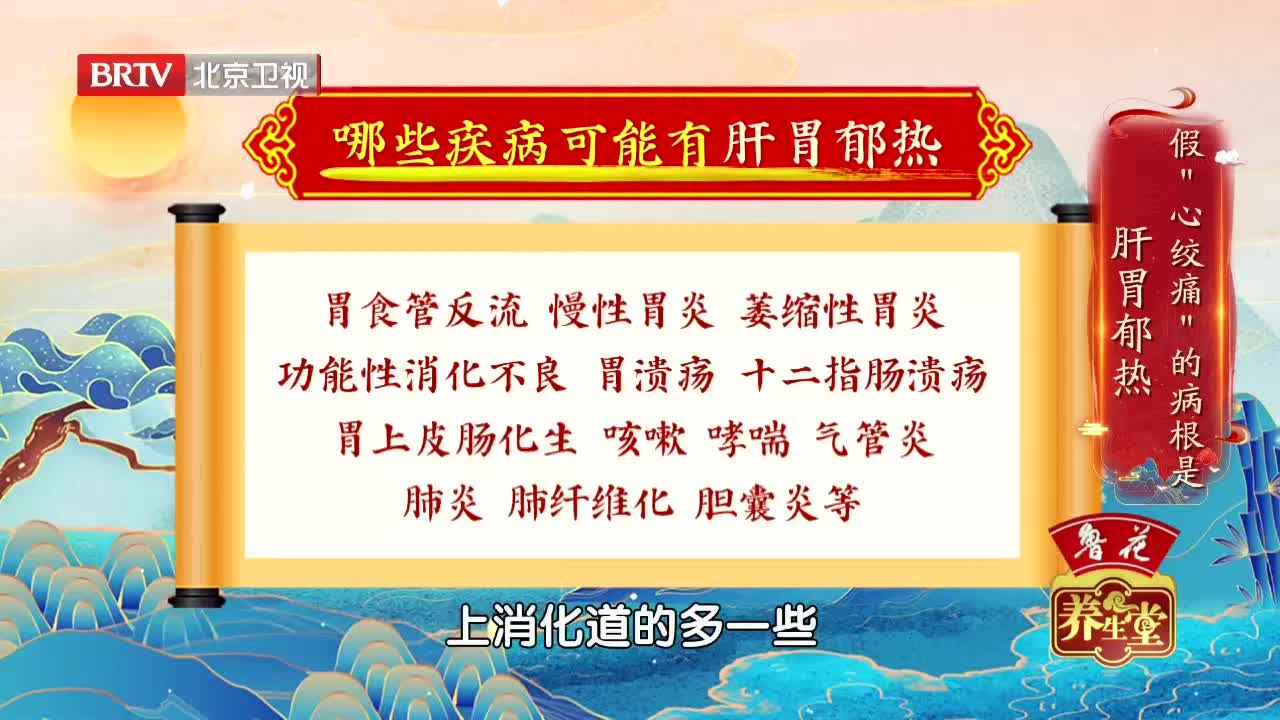 BRTV 北京卫视
哪些疾病可能有肝胃郁热
胃食管反流 慢性胃炎 萎缩性胃炎
功能性消化不良 胃溃疡 十二指肠溃疡
胃上皮肠化生 咳嗽 哮喘 气管炎
肺炎 肺纤维化 胆囊炎等
假"心绞痛"的病根是
肝胃郁热
鲁花
养生堂
上消化道的多一些